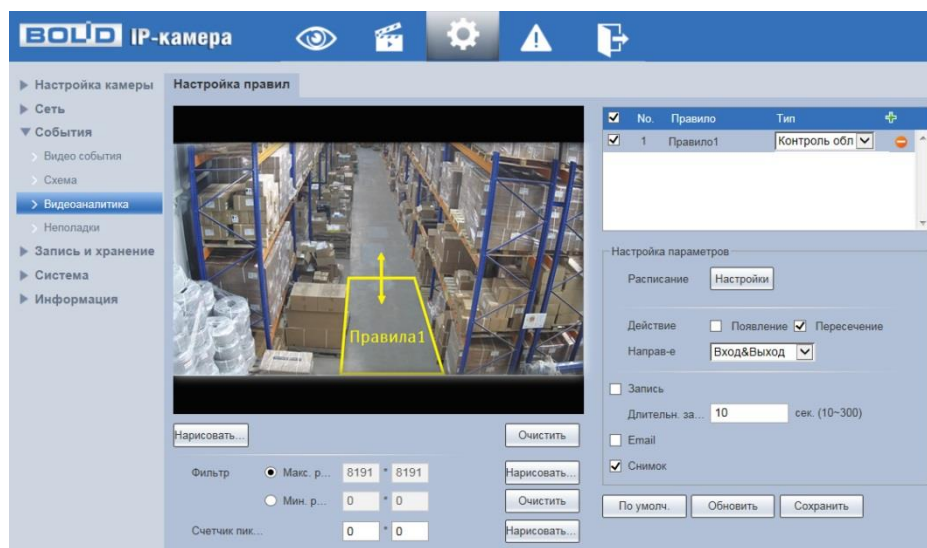 BOLID IP-камера
Настройка камеры
Сеть
События
Видео события
Схема
Видеоаналитика
Неполадки
Запись и хранение
Система
Информация
Настройка правил
Правила1
Нарисовать...
Очистить
Фильтр Макс. р... 8191 * 8191 Нарисовать...
Мин. р... 0 * 0 Очистить
Счетчик пик... 0 * 0 Нарисовать...
No. Правило Тип
1 Правило1 Контроль обл
Настройка параметров
Расписание Настройки
Действие Появление Пересечение
Направ-е Вход&Выход
Запись
Длительн. за... 10 сек. (10~300)
Email
Снимок
По умолч. Обновить Сохранить